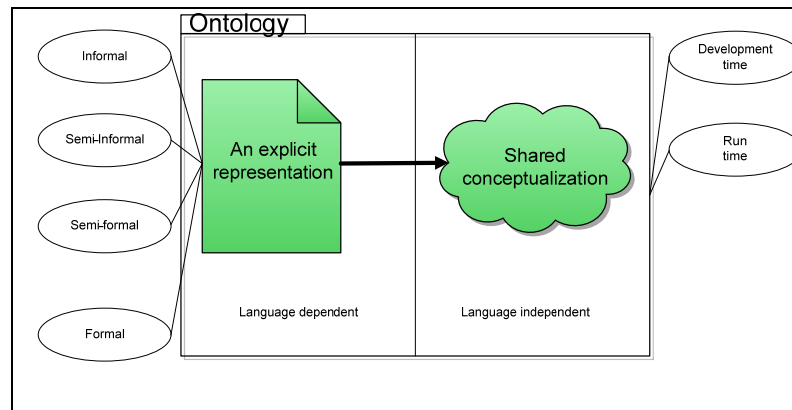 Ontology
Informal
Semi-Informal
Semi-formal
Formal
An explicit
representation
Language dependent
Shared
conceptualization
Language independent
Development
time
Run
time